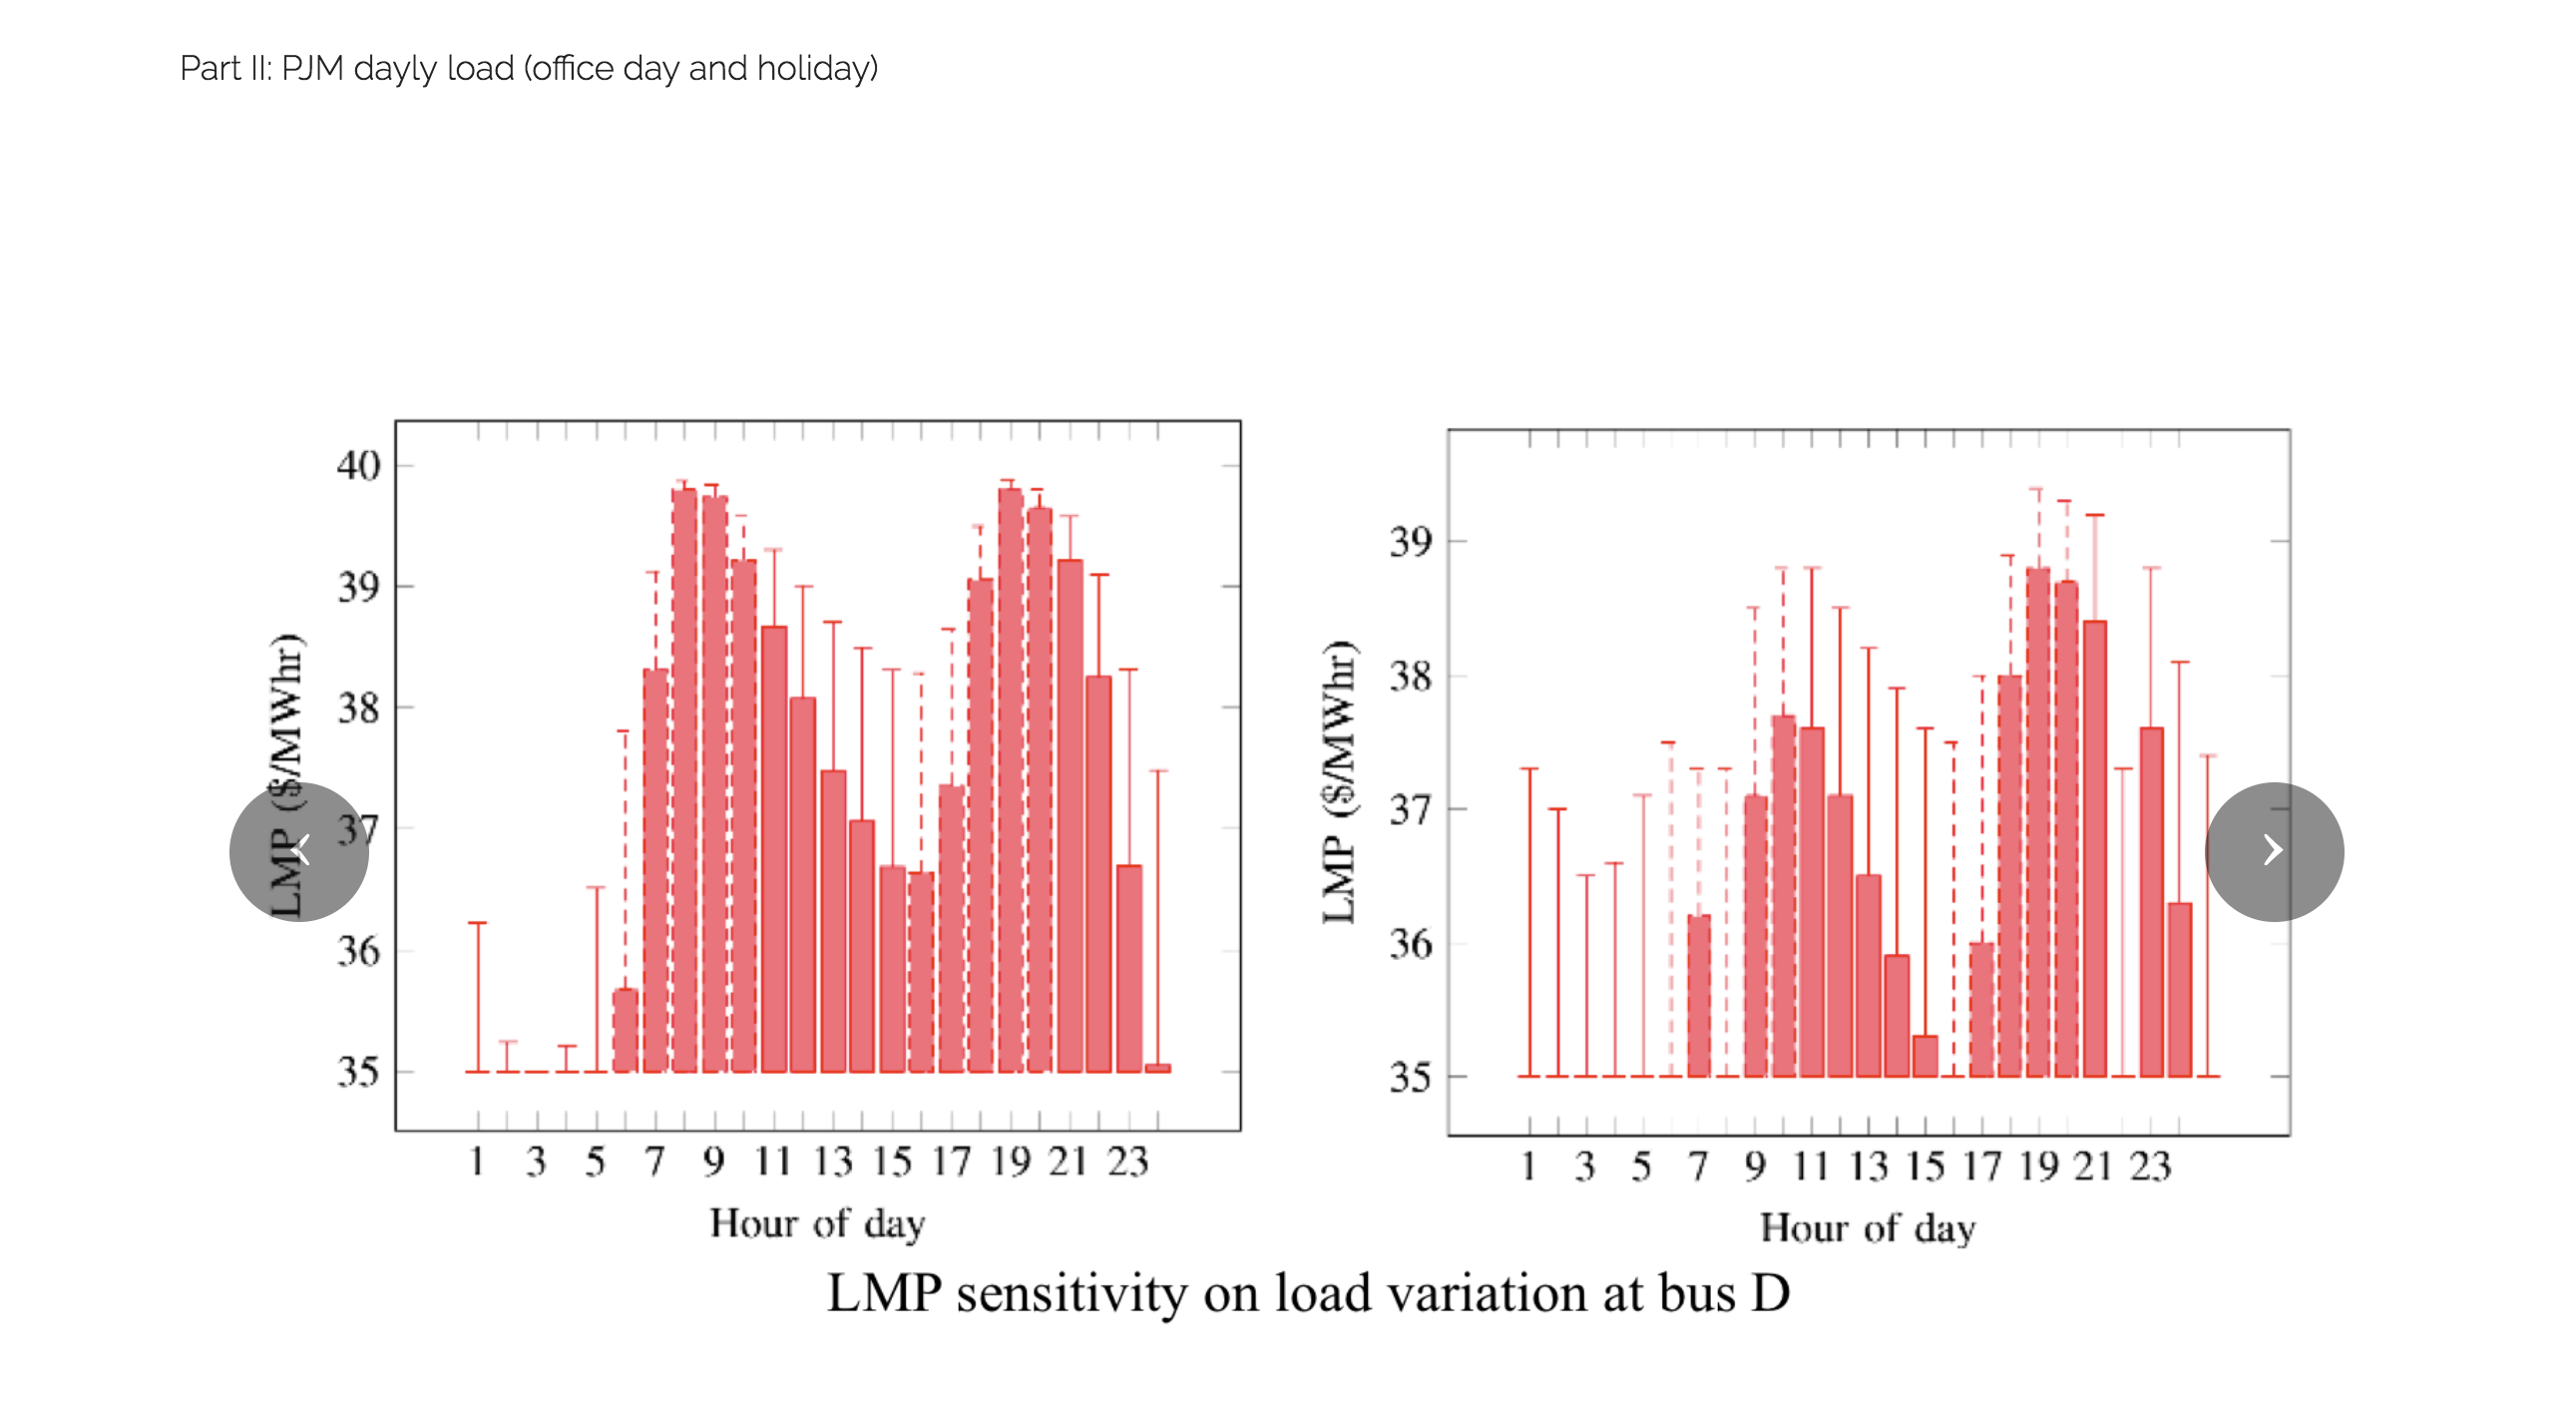 Part II: PJM dayly load (office day and holiday)
40
39
38
37
36
35
LMP ($/MWhr)
1 3 5 7 9 11 13 15 17 19 21 23
Hour of day
39
38
37
36
35
LMP ($/MWhr)
1 3 5 7 9 11 13 15 17 19 21 23
Hour of day
LMP sensitivity on load variation at bus D